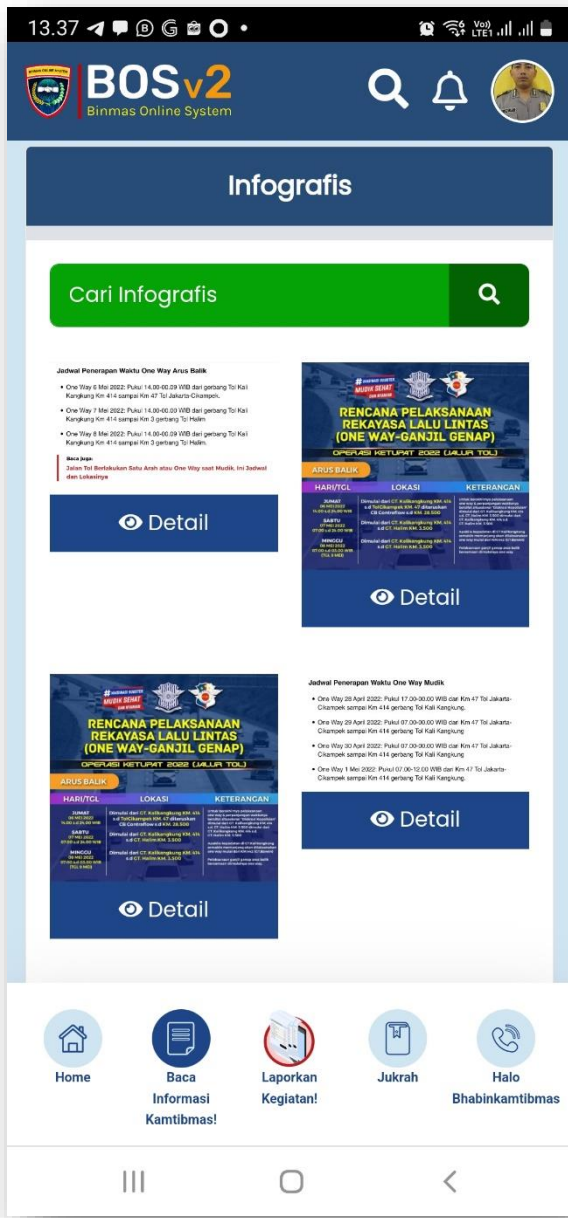 13.37
Voo)
LTE1
BOSv2
Binmas Online System
Infografis
Cari Infografis
Jadwal Penerapan Waktu One Way Arus Balik
• One Way 6 Mei 2022: Pukul 14.00-00.09 WIB dari gerbang Tol Kali
Kangkung Km 414 sampai Km 47 Tol Jakarta-Cikampek.
• One Way 7 Mei 2022: Pukul 14.00-00.09 WIB dari gerbang Tol Kali
Kangkung Km 414 sampai Km 3 gerbang Tol Halim
• One Way 8 Mei 2022: Pukul 14.00-00.09 WIB dari gerbang Tol Kali
Kangkung Km 414 sampai Km 3 gerbang Tol Halim.
Baca juga:
Jalan Tol Berlakukan Satu Arah atau One Way saat Mudik. Ini Jadwal
dan Lokasinya
Detail
MUDIK SEHAT
RENCANA PELAKSANAAN
REKAYASA LALU LINTAS
(ONE WAY-GANJIL GENAP)
OPERASI KETUPAT 2022 (JALUR TOL)
ARUS BALIK
HARI/TGL LOKASI KETERANGAN
JUMAT
SABTU
MINGGU
Detail
MUDIK SEHAT
RENCANA PELAKSANAAN
REKAYASA LALU LINTAS
(ONE WAY-GANJIL GENAP)
OPERASI KETUPAT 2022 (JALUR TOL)
ARUS BALIK
HARI/TGL LOKASI KETERANGAN
JUMAT
SABTU
MINGGU
Detail
Jadwal Penerapan Waktu One Way Mudik
• One Way 28 April 2022: Pukul 17.00-00.00 WIB dari Km 47 Tol Jakarta-
Cikampek sampai Km 414 gerbang Tol Kali Kangkung.
• One Way 29 April 2022: Pukul 07.00-00.00 WIB dari Km 47 Tol Jakarta-
Cikampek sampai Km 414 gerbang Tol Kali Kangkung
• One Way 30 April 2022: Pukul 07.00-00.00 WIB dari Km 47 Tol Jakarta-
Cikampek sampai Km 414 gerbang Tol Kali Kangkung
• One Way 1 Mei 2022: Pukul 07.00-12.00 WIB dari Km 47 Tol Jakarta-
Cikampek sampai Km 414 gerbang Tol Kali Kangkung.
Detail
Home
Baca
Informasi
Kamtibmas!
Laporkan
Kegiatan!
Jukrah
Halo
Bhabinkamtibmas